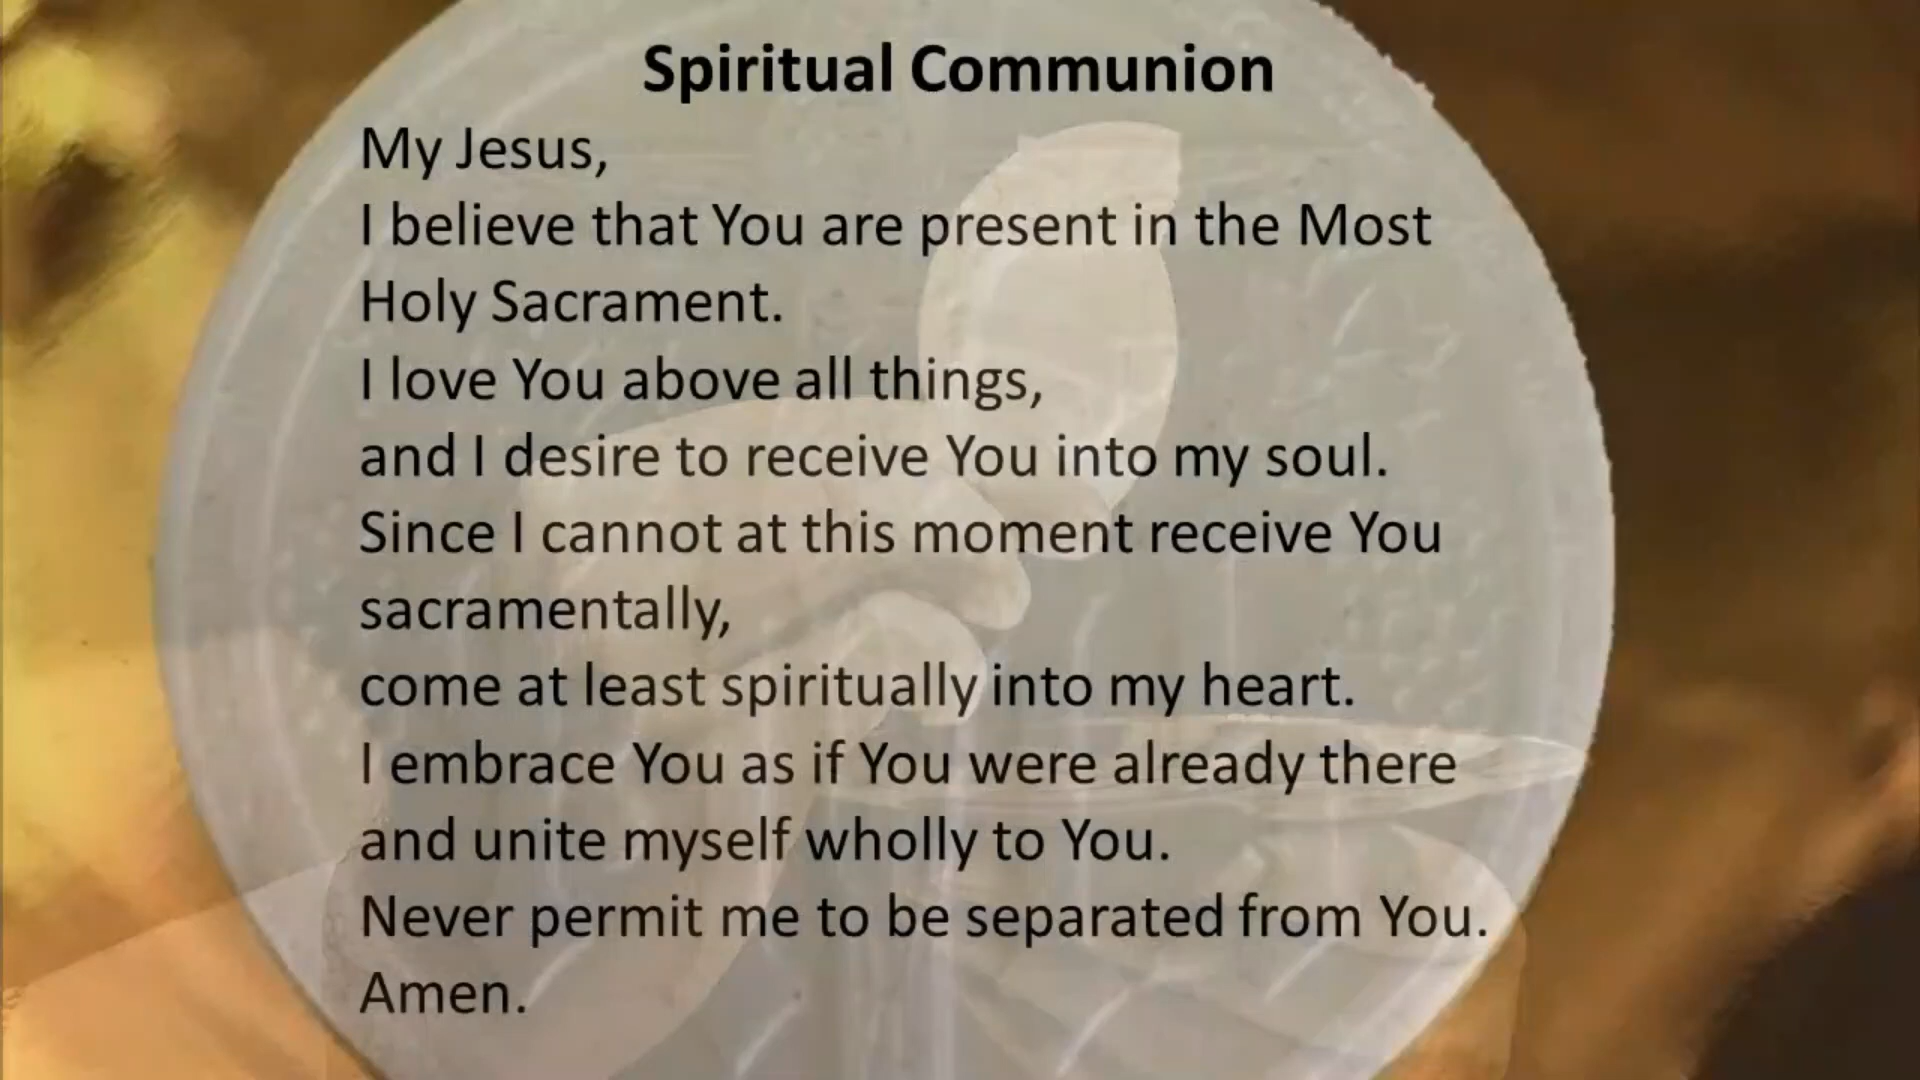 Spiritual Communion
My Jesus,
I believe that You are present in the Most
Holy Sacrament.
I love You above all things,
and I desire to receive You into my soul.
Since I cannot at this moment receive You
sacramentally,
come at least spiritually into my heart.
I embrace You as if You were already there
and unite myself wholly to You.
Never permit me to be separated from You.
Amen.